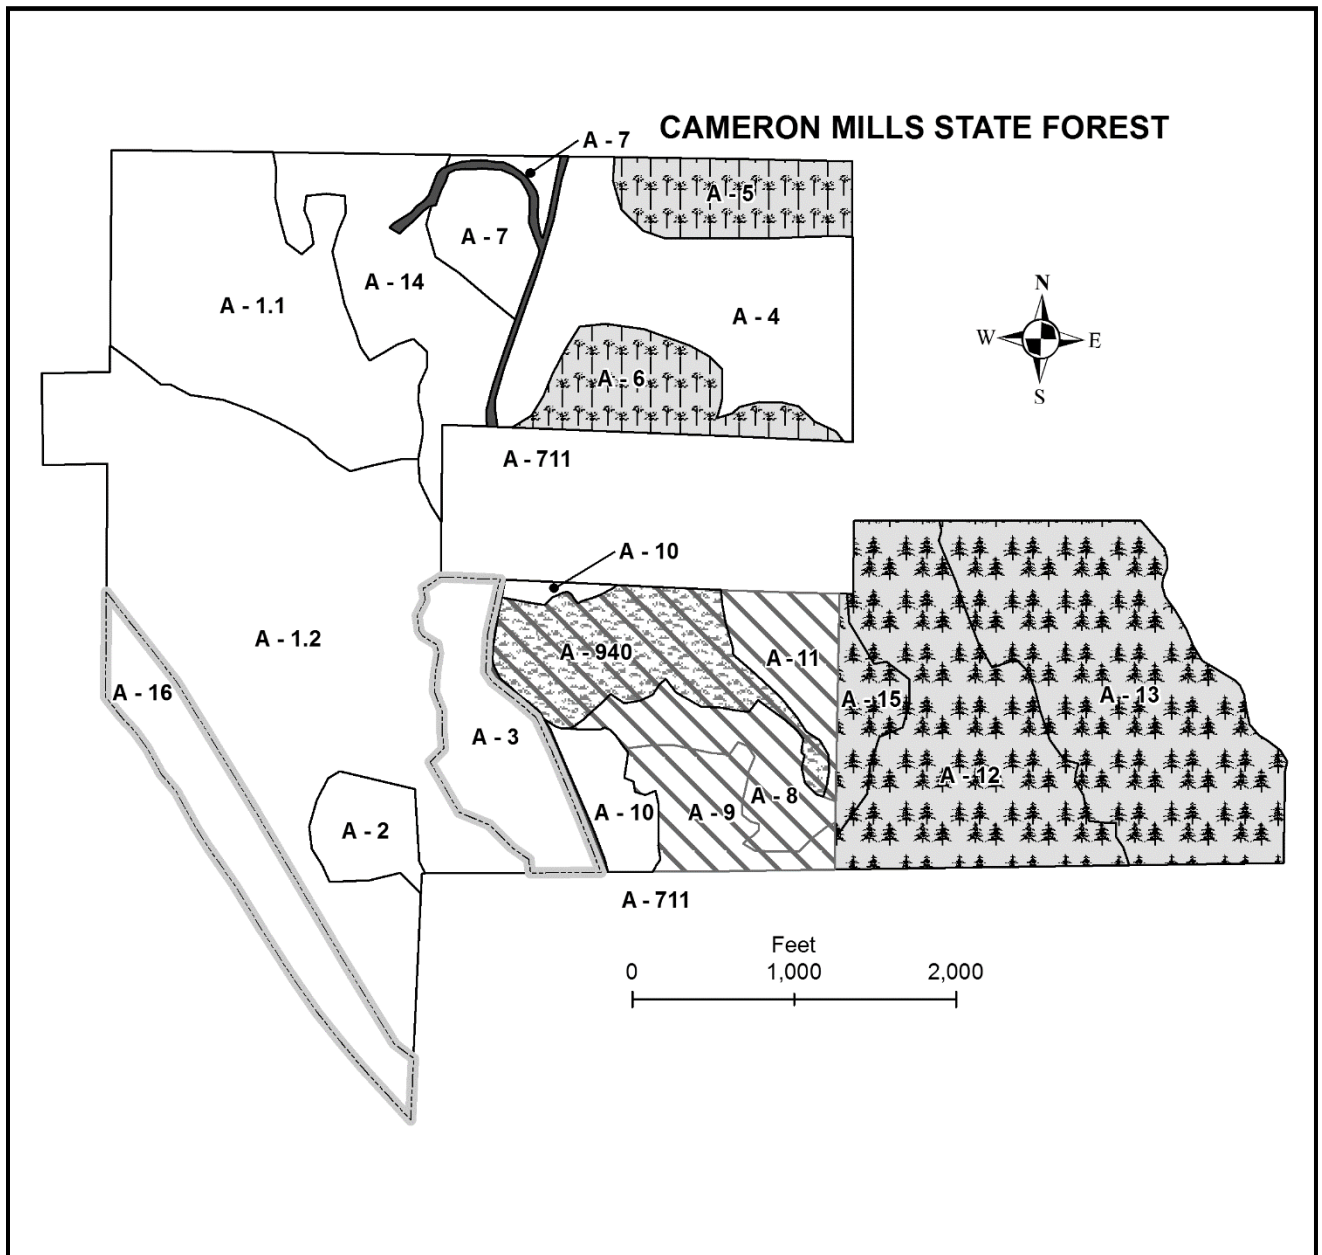 CAMERON MILLS STATE FOREST
A - 7
A - 5
A - 7
A - 14
A - 1.1
A - 4
N
W
E
S
A - 6
A - 711
A - 10
A - 1.2
A - 940
A - 11
A - 16
A - 15
A - 13
A - 3
A - 12
A - 8
A - 10
A - 9
A - 2
A - 711
Feet
0 1,000 2,000